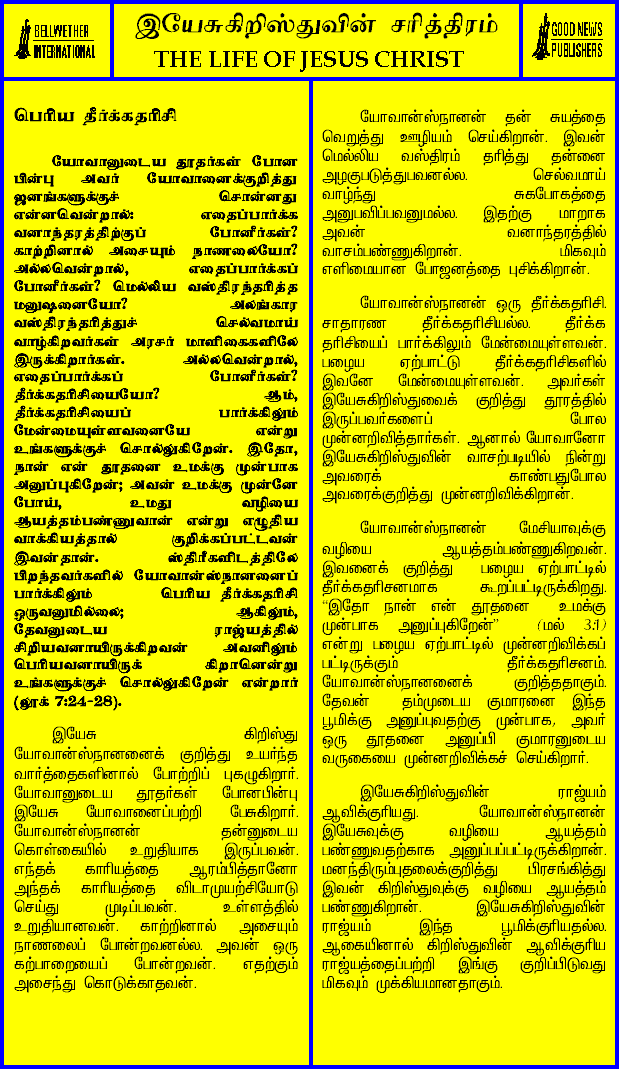 BELLWETHER
INTERNATIONAL
இயேசுகிறிஸ்துவின் சரித்திரம்
THE LIFE OF JESUS CHRIST
GOOD NEWS
PUBLISHERS
பெரிய தீர்க்கதரிசி
யோவானுடைய தூதர்கள் போன
பின்பு அவர் யோவானைக்குறித்து
ஜனங்களுக்குச் சொன்னது
என்னவென்றால்: எதைப்பார்க்க
வனாந்தரத்திற்குப் போனீர்கள்?
காற்றினால் அசையும் நாணலையோ?
அல்லவென்றால், எதைப்பார்க்கப்
போனீர்கள்? மெல்லிய வஸ்திரந்தரித்த
மனுஷனையோ? அலங்கார
வஸ்திரந்தரித்துச் செல்வமாய்
வாழ்கிறவர்கள் அரசர் மாளிகைகளிலே
இருக்கிறார்கள். அல்லவென்றால்,
எதைப்பார்க்கப் போனீர்கள்?
தீர்க்கதரிசியையோ? ஆம்,
தீர்க்கதரிசியைப் பார்க்கிலும்
மேன்மையுள்ளவனையே என்று
உங்களுக்குச் சொல்லுகிறேன். இதோ,
நான் என் தூதனை உமக்கு முன்பாக
அனுப்புகிறேன்; அவன் உமக்கு முன்னே
போய், உமது வழியை
ஆயத்தம்பண்ணுவான் என்று எழுதிய
வாக்கியத்தால் குறிக்கப்பட்டவன்
இவன்தான். ஸ்திரீகளிடத்திலே
பிறந்தவர்களில் யோவான்ஸ்நானனைப்
பார்க்கிலும் பெரிய தீர்க்கதரிசி
ஒருவனுமில்லை; ஆகிலும்,
தேவனுடைய ராஜ்யத்தில்
சிறியவனாயிருக்கிறவன் அவனிலும்
பெரியவனாயிருக் கிறானென்று
உங்களுக்குச் சொல்லுகிறேன் என்றார்
(லூக் 7:24-28).
இயேசு கிறிஸ்து
யோவான்ஸ்நானனைக் குறித்து உயர்ந்த
வார்த்தைகளினால் போற்றிப் புகழுகிறார்.
யோவானுடைய தூதர்கள் போனபின்பு
இயேசு யோவானைப்பற்றி பேசுகிறார்.
யோவான்ஸ்நானன் தன்னுடைய
கொள்கையில் உறுதியாக இருப்பவன்.
எந்தக் காரியத்தை ஆரம்பித்தானோ
அந்தக் காரியத்தை விடாமுயற்சியோடு
செய்து முடிப்பவன். உள்ளத்தில்
உறுதியானவன். காற்றினால் அசையும்
நாணலைப் போன்றவனல்ல. அவன் ஒரு
கற்பாறையைப் போன்றவன். எதற்கும்
அசைந்து கொடுக்காதவன்.
யோவான்ஸ்நானன் தன் சுயத்தை
வெறுத்து ஊழியம் செய்கிறான். இவன்
மெல்லிய வஸ்திரம் தரித்து தன்னை
அழகுபடுத்துபவனல்ல. செல்வமாய்
வாழ்ந்து சுகபோகத்தை
அனுபவிப்பவனுமல்ல. இதற்கு மாறாக
அவன் வனாந்தரத்தில்
வாசம்பண்ணுகிறான். மிகவும்
எளிமையான போஜனத்தை புசிக்கிறான்.
யோவான்ஸ்நானன் ஒரு தீர்க்கதரிசி.
சாதாரண தீர்க்கதரிசியல்ல. தீர்க்க
தரிசியைப் பார்க்கிலும் மேன்மையுள்ளவன்.
பழைய ஏற்பாட்டு தீர்க்கதரிசிகளில்
இவனே மேன்மையுள்ளவன். அவர்கள்
இயேசுகிறிஸ்துவைக் குறித்து தூரத்தில்
இருப்பவர்களைப் போல
முன்னறிவித்தார்கள். ஆனால் யோவானோ
இயேசுகிறிஸ்துவின் வாசற்படியில் நின்று
அவரைக் காண்பதுபோல
அவரைக்குறித்து முன்னறிவிக்கிறான்.
யோவான்ஸ்நானன் மேசியாவுக்கு
வழியை ஆயத்தம்பண்ணுகிறவன்.
இவனைக் குறித்து பழைய ஏற்பாட்டில்
தீர்க்கதரிசனமாக கூறப்பட்டிருக்கிறது.
“இதோ நான் என் தூதனை உமக்கு
முன்பாக அனுப்புகிறேன்” (மல் 3:1)
என்று பழைய ஏற்பாட்டில் முன்னறிவிக்கப்
பட்டிருக்கும் தீர்க்கதரிசனம்.
யோவான்ஸ்நானனைக் குறித்ததாகும்.
தேவன் தம்முடைய குமாரனை இந்த
பூமிக்கு அனுப்புவதற்கு முன்பாக, அவர்
ஒரு தூதனை அனுப்பி குமாரனுடைய
வருகையை முன்னறிவிக்கச் செய்கிறார்.
இயேசுகிறிஸ்துவின் ராஜ்யம்
ஆவிக்குரியது. யோவான்ஸ்நானன்
இயேசுவுக்கு வழியை ஆயத்தம்
பண்ணுவதற்காக அனுப்பப்பட்டிருக்கிறான்.
மனந்திரும்புதலைக்குறித்து பிரசங்கித்து
இவன் கிறிஸ்துவுக்கு வழியை ஆயத்தம்
பண்ணுகிறான். இயேசுகிறிஸ்துவின்
ராஜ்யம் இந்த பூமிக்குரியதல்ல.
ஆகையினால் கிறிஸ்துவின் ஆவிக்குரிய
ராஜ்யத்தைப்பற்றி இங்கு குறிப்பிடுவது
மிகவும் முக்கியமானதாகும்.